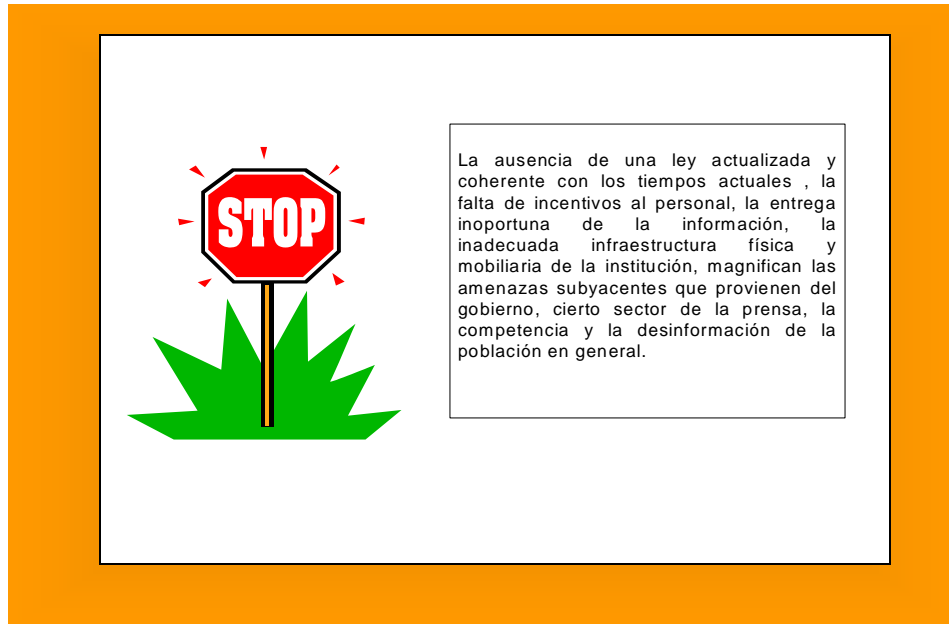 STOP
La ausencia de una ley actualizada y
coherente con los tiempos actuales , la
falta de incentivos al personal, la entrega
inoportuna de la información, la
inadecuada infraestructura física y
mobiliaria de la institución, magnifican las
amenazas subyacentes que provienen del
gobierno, cierto sector de la prensa, la
competencia y la desinformación de la
población en general.